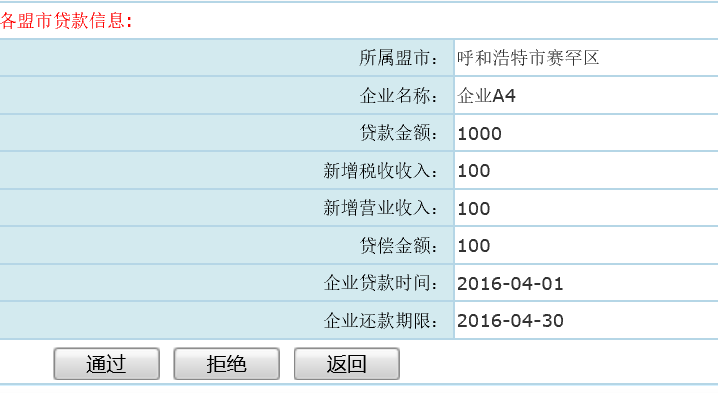 各盟市贷款信息:
所属盟市: 呼和浩特市赛罕区
企业名称: 企业A4
贷款金额: 1000
新增税收收入: 100
新增营业收入: 100
贷偿金额: 100
企业贷款时间: 2016-04-01
企业还款期限: 2016-04-30
通过 拒绝 返回